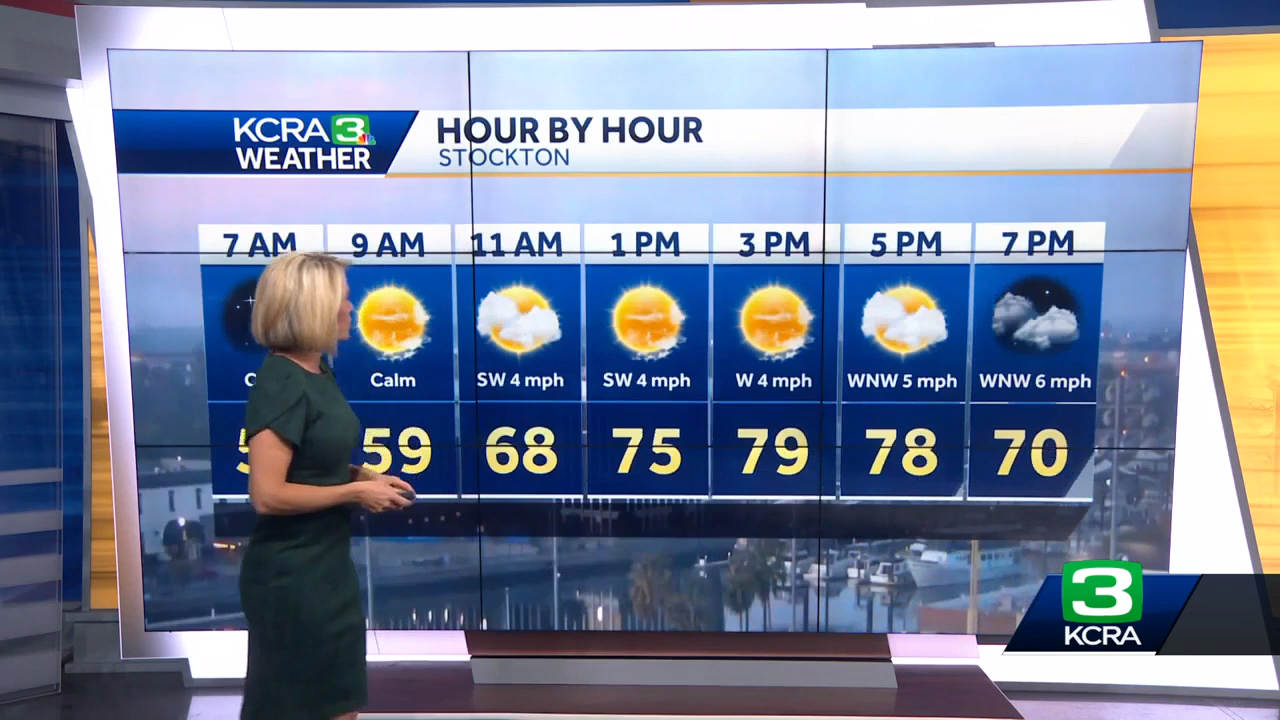 KCRA 3
WEATHER
HOUR BY HOUR
STOCKTON
7 AM 9 AM 11 AM 1 PM 3 PM 5 PM 7 PM
Calm SW 4 mph SW 4 mph W 4 mph WNW 5 mph WNW 6 mph
59 68 75 79 78 70
3
KCRA